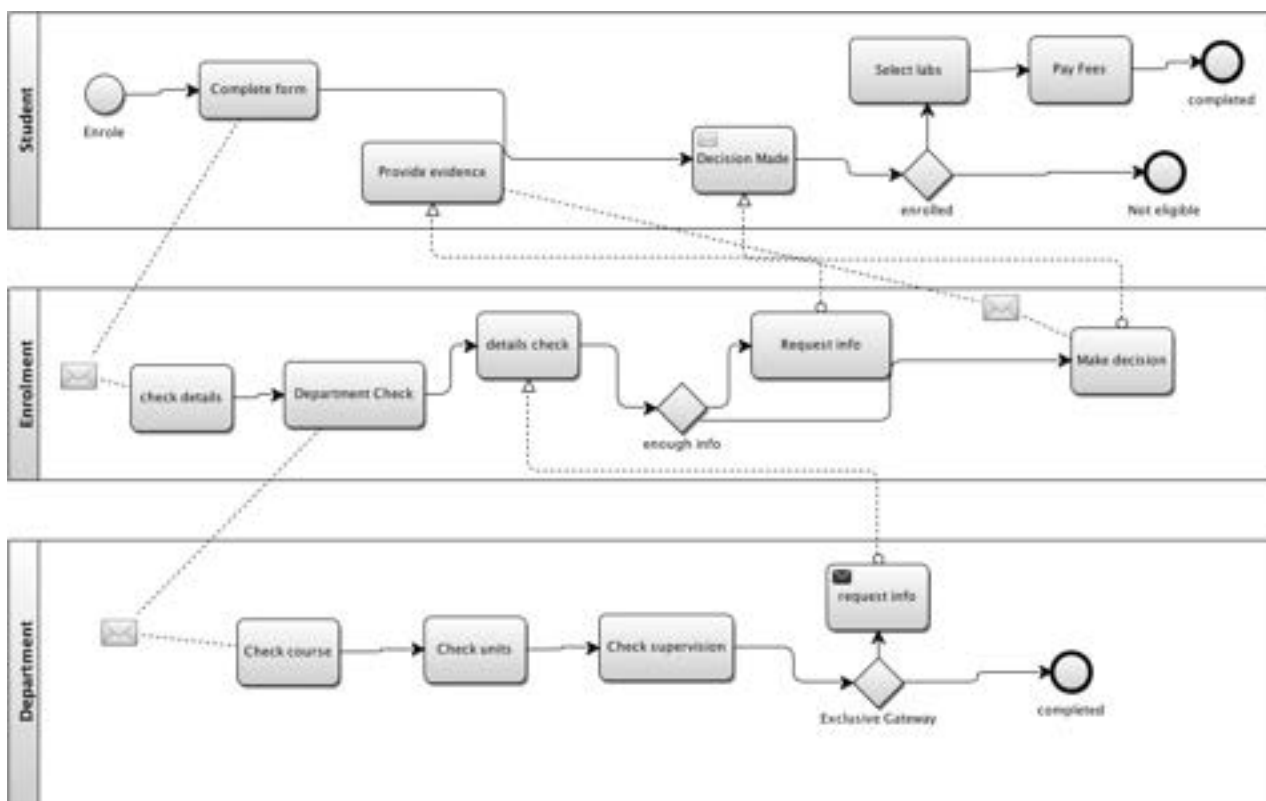 Student
Enrole
Complete form
Provide evidence
Decision Made
enrolled
Select labs
Pay Fees
completed
Not eligible
Enrolment
check details
Department Check
details check
enough info
Request info
Make decision
Department
Check course
Check units
Check supervision
Exclusive Gateway
request info
completed